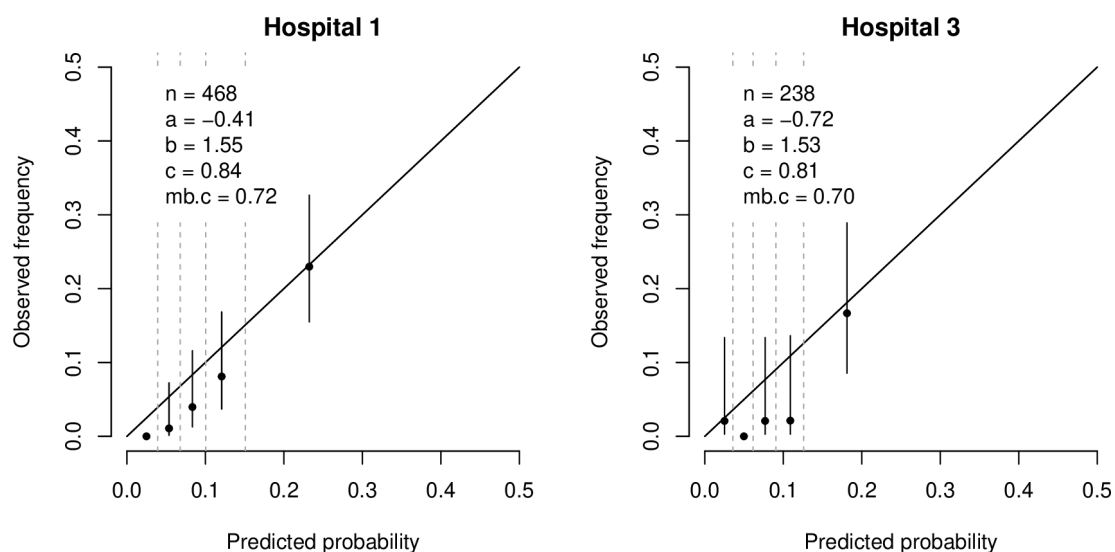 Hospital 1
n = 468
a = −0.41
b = 1.55
c = 0.84
mb.c = 0.72
Observed frequency
0.5
0.4
0.3
0.2
0.1
0.0
0.0 0.1 0.2 0.3 0.4 0.5
Predicted probability
Hospital 3
n = 238
a = −0.72
b = 1.53
c = 0.81
mb.c = 0.70
Observed frequency
0.5
0.4
0.3
0.2
0.1
0.0
0.0 0.1 0.2 0.3 0.4 0.5
Predicted probability